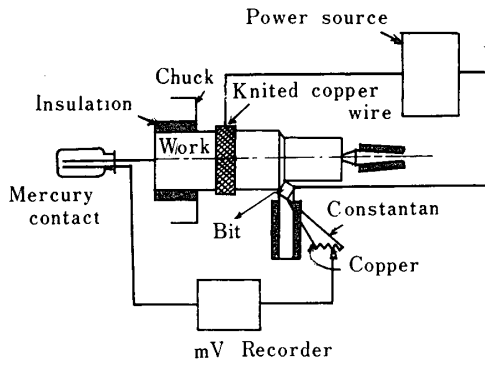 Power source
Chuck
Insulation
Knited copper
wire
Work
Mercury
contact
Bit
Constantan
Copper
mV Recorder